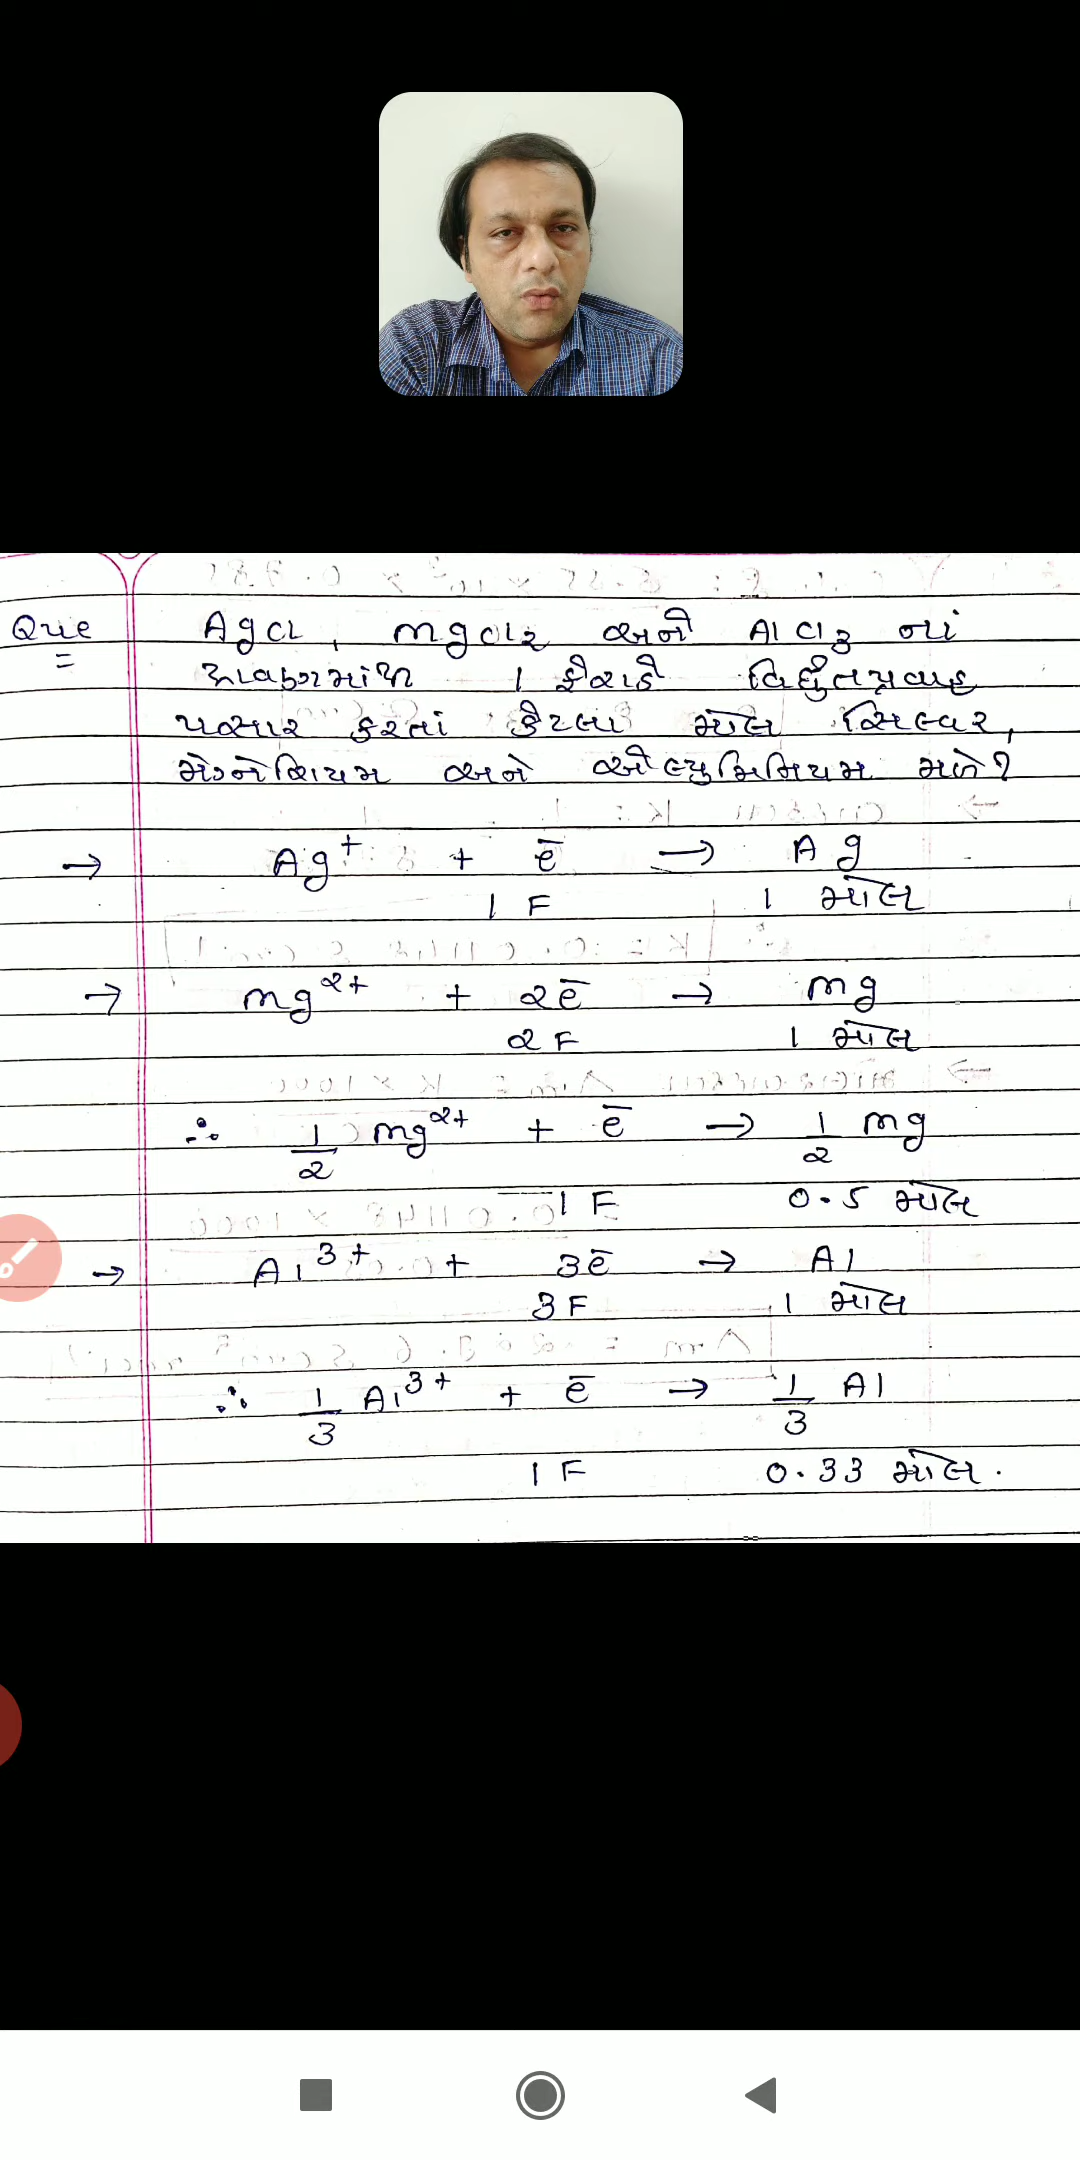 Que AgCl, MgCl2 અને AlCl3 નાં
દ્રાવણમાંથી 1 ફેરાડે વિદ્યુતપ્રવાહ
પસાર કરતાં કેટલા મોલ સિલ્વર,
મેગ્નેશિયમ અને એલ્યુમિનિયમ મળે?
→ Ag⁺ + e̅ → Ag
1 F 1 મોલ
→ Mg²⁺ + 2e̅ → Mg
2 F 1 મોલ
∴ 1/2 Mg²⁺ + e̅ → 1/2 Mg
1 F 0.5 મોલ
→ Al³⁺ + 3e̅ → Al
3 F 1 મોલ
∴ 1/3 Al³⁺ + e̅ → 1/3 Al
1 F 0.33 મોલ.